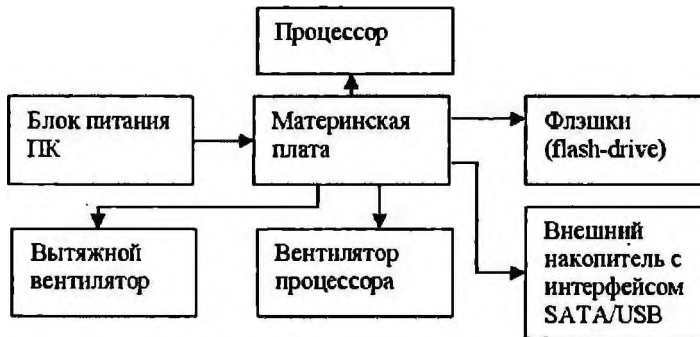 Процессор
Блок питания
ПК
Материнская
плата
Флэшки
(flash-drive)
Вытяжной
вентилятор
Вентилятор
процессора
Внешний
накопитель с
интерфейсом
SATA/USB